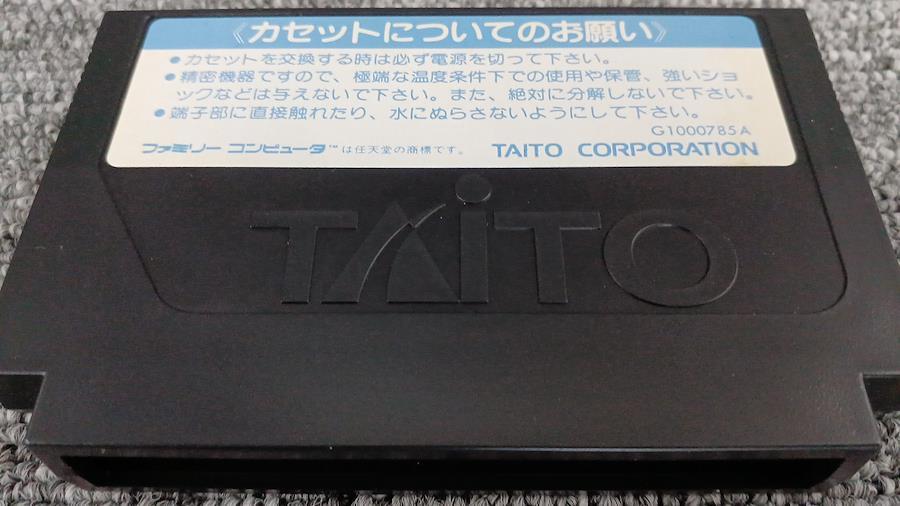 《カセットについてのお願い》
●カセットを交換する時は必ず電源を切って下さい。
●精密機器ですので、極端な温度条件下での使用や保管、強いショ
ックなどは与えないで下さい。また、絶対に分解しないで下さい。
●端子部に直接触れたり、水にぬらさないようにして下さい。
G1000785A
ファミリー コンピュータ™は任天堂の商標です。 TAITO CORPORATION
TAiTO